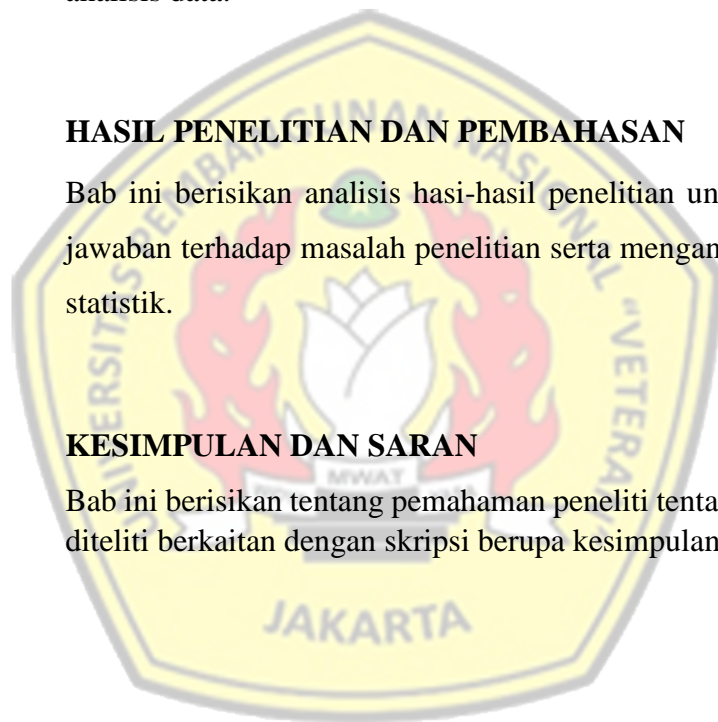 analisis data.
HASIL PENELITIAN DAN PEMBAHASAN
Bab ini berisikan analisis hasi-hasil penelitian un
jawaban terhadap masalah penelitian serta mengan
statistik.
KESIMPULAN DAN SARAN
Bab ini berisikan tentang pemahaman peneliti tenta
diteliti berkaitan dengan skripsi berupa kesimpulan
UNIVERSITAS PEMBANGUNAN NASIONAL "VETERAN"
MWAT
JAKARTA